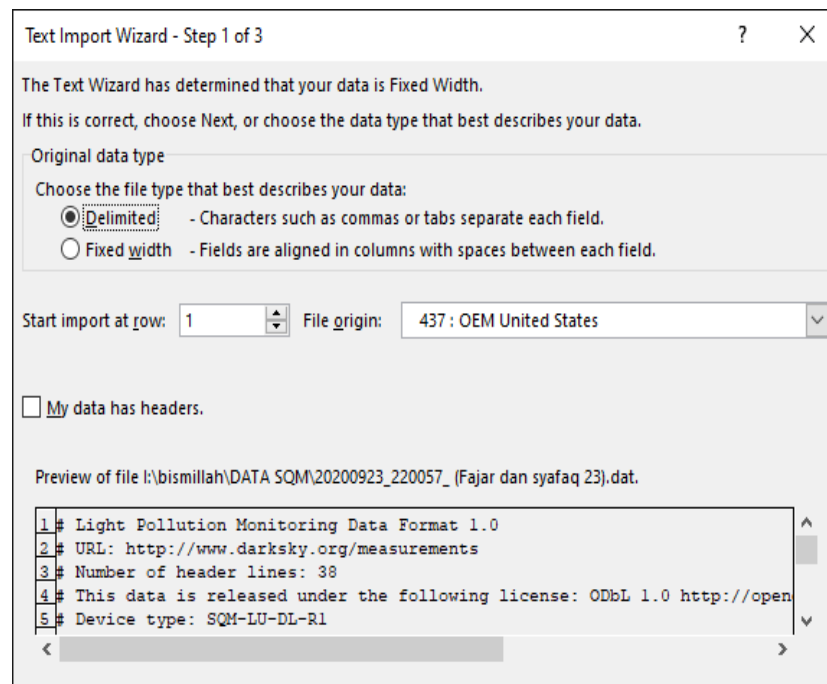 Text Import Wizard - Step 1 of 3
The Text Wizard has determined that your data is Fixed Width.
If this is correct, choose Next, or choose the data type that best describes your data.
Original data type
Choose the file type that best describes your data:
Delimited - Characters such as commas or tabs separate each field.
Fixed width - Fields are aligned in columns with spaces between each field.
Start import at row: 1 File origin: 437 : OEM United States
My data has headers.
Preview of file I:\bismillah\DATA SQM\20200923_220057_ (Fajar dan syafaq 23).dat.
1 # Light Pollution Monitoring Data Format 1.0
2 # URL: http://www.darksky.org/measurements
3 # Number of header lines: 38
4 # This data is released under the following license: ODbL 1.0 http://open
5 # Device type: SQM-LU-DL-R1